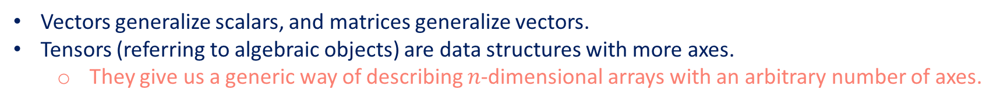 • Vectors generalize scalars, and matrices generalize vectors.
• Tensors (referring to algebraic objects) are data structures with more axes.
○ They give us a generic way of describing n-dimensional arrays with an arbitrary number of axes.